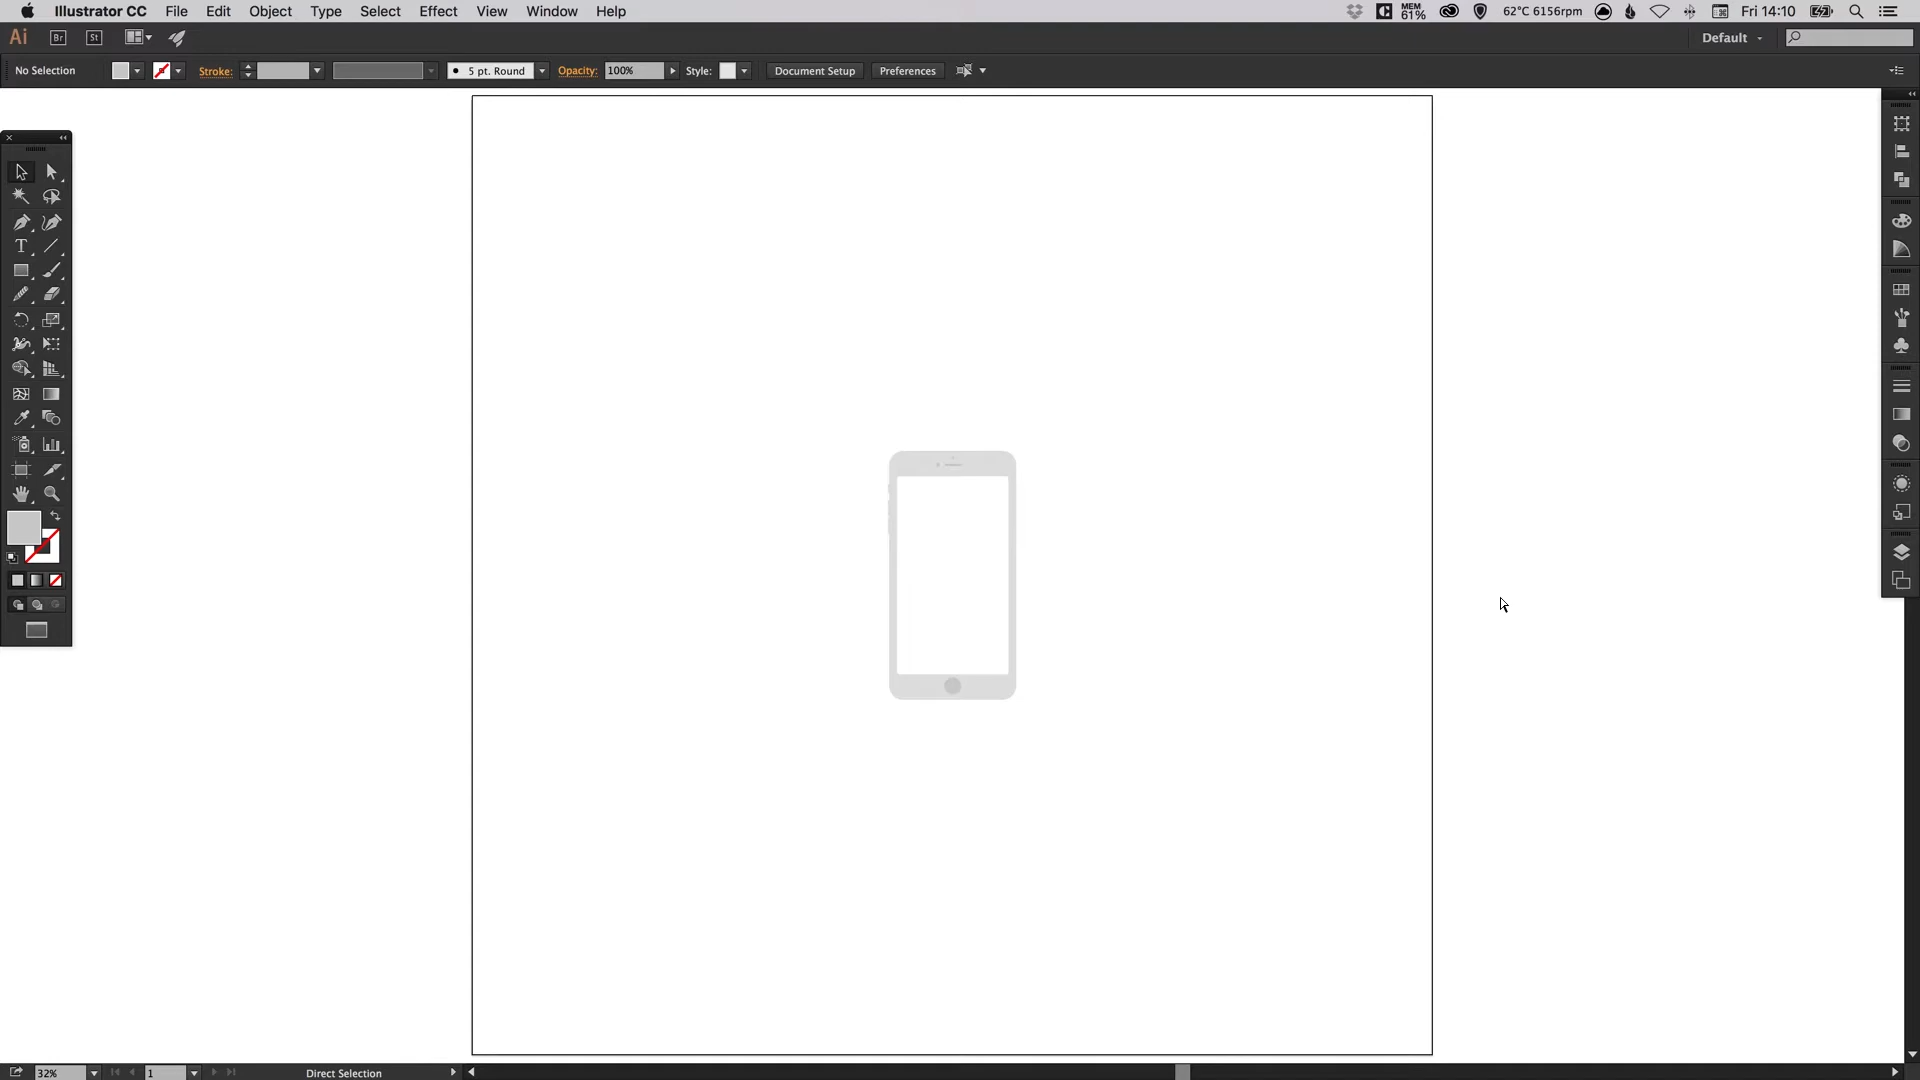 Illustrator CC File Edit Object Type Select Effect View Window Help MEM 61% 62°C 6156rpm Fri 14:10
Ai Br St Default
No Selection Stroke: 5 pt. Round Opacity: 100% Style: Document Setup Preferences
T
32% 1 Direct Selection